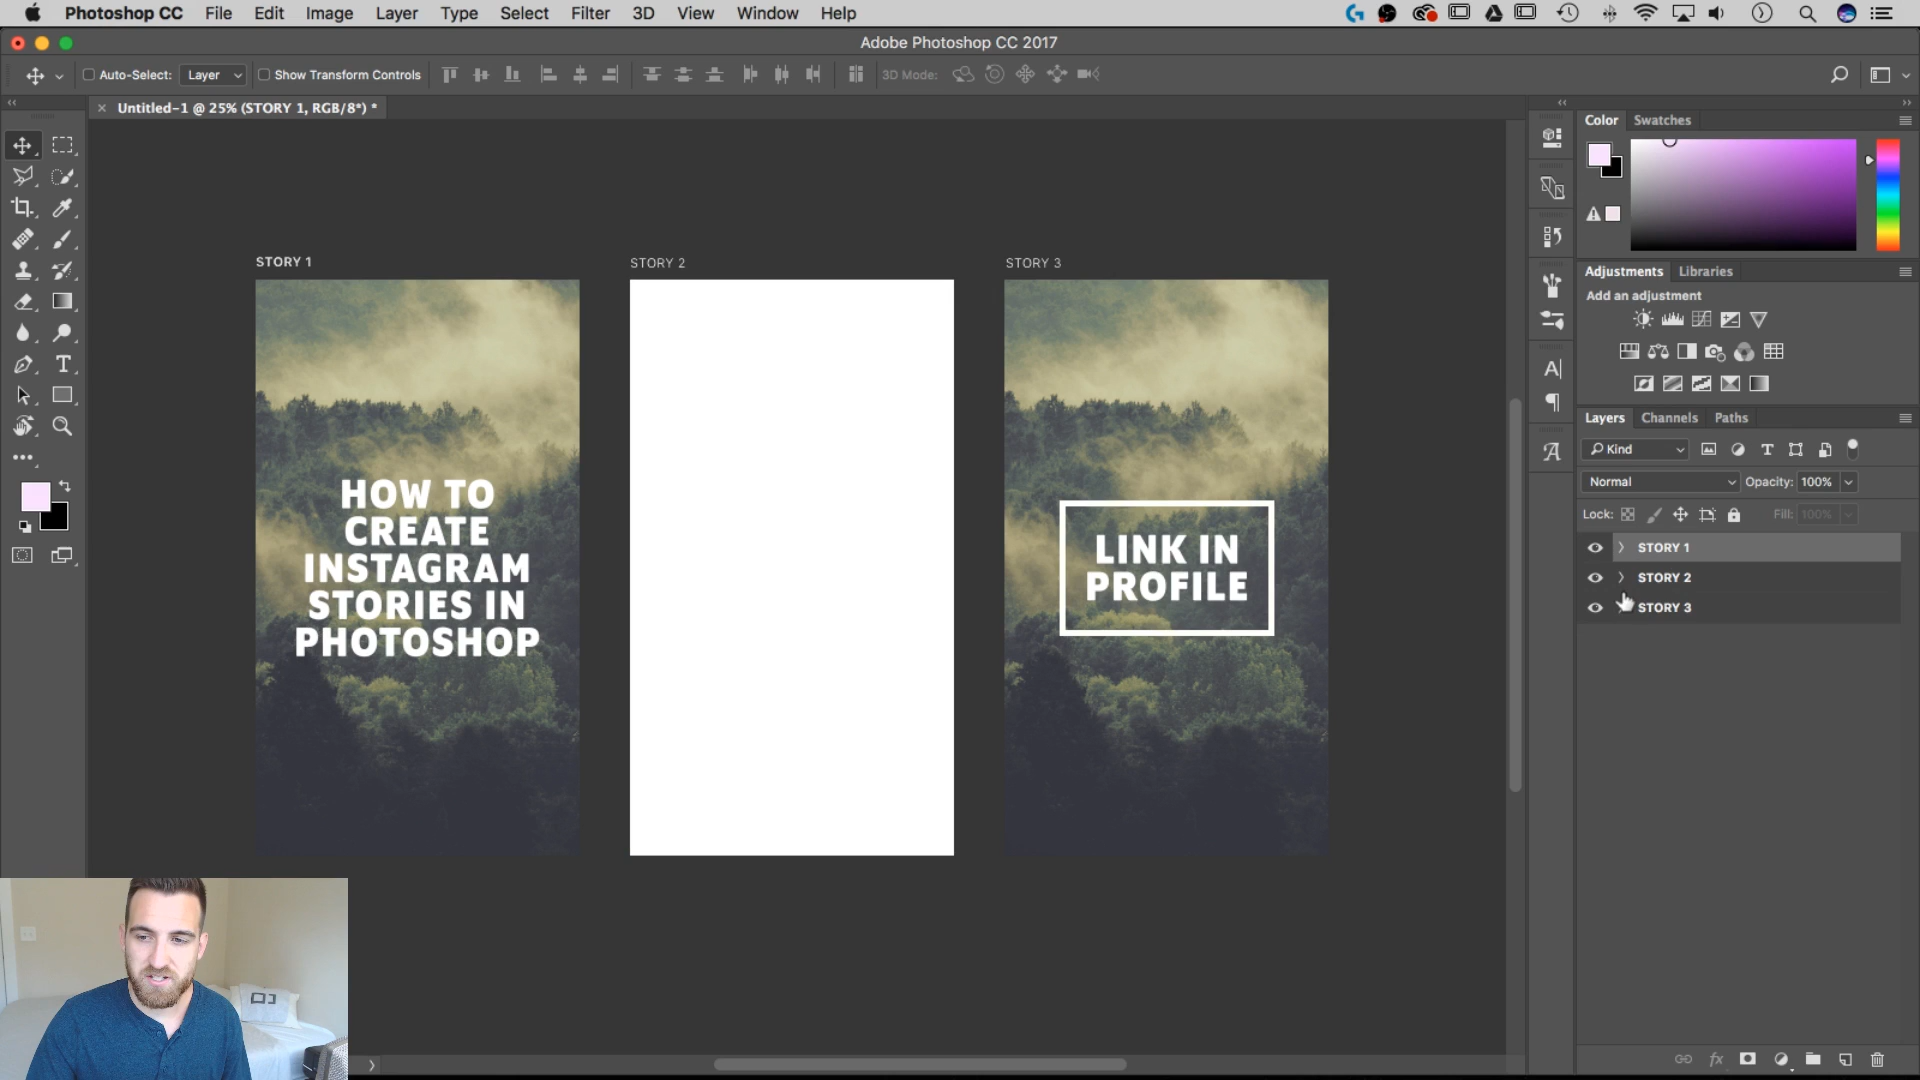 Photoshop CC File Edit Image Layer Type Select Filter 3D View Window Help
Adobe Photoshop CC 2017
Auto-Select: Layer Show Transform Controls 3D Mode:
× Untitled-1 @ 25% (STORY 1, RGB/8*) *
Color Swatches
STORY 1
STORY 2
STORY 3
HOW TO
CREATE
INSTAGRAM
STORIES IN
PHOTOSHOP
LINK IN
PROFILE
Adjustments Libraries
Add an adjustment
Layers Channels Paths
Kind
Normal Opacity: 100%
Lock: Fill: 100%
STORY 1
STORY 2
STORY 3